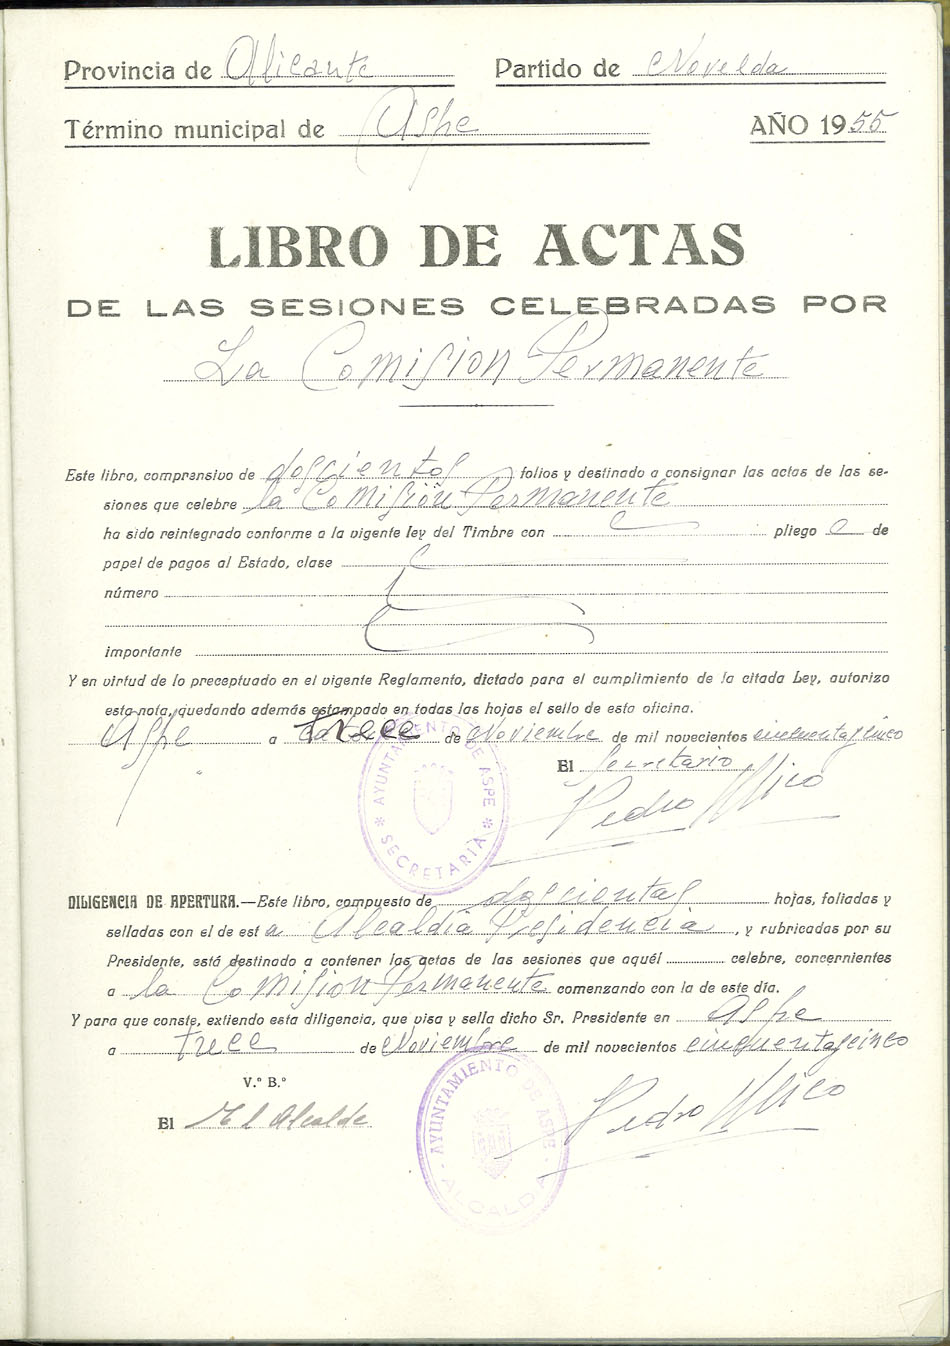 Provincia de Alicante Partido de Novelda
Término municipal de Aspe AÑO 1955
LIBRO DE ACTAS
DE LAS SESIONES CELEBRADAS POR
La Comision Permanente
Este libro, comprensivo de doscientos folios y destinado a consignar las actas de las se-
siones que celebre la Comisión Permanente
ha sido reintegrado conforme a la vigente ley del Timbre con pliego de
papel de pagos al Estado, clase
número
importante
Y en virtud de lo preceptuado en el vigente Reglamento, dictado para el cumplimiento de la citada Ley, autorizo
esta nota, quedando además estampado en todas las hojas el sello de esta oficina.
Aspe a trece de Noviembre de mil novecientos cincuentaycinco
El Secretario
AYUNTAMIENTO DE ASPE
* SECRETARIA *
Pedro Mico
DILIGENCIA DE APERTURA.—Este libro, compuesto de doscientas hojas, foliadas y
selladas con el de esta Alcaldía Presidencia, y rubricadas por su
Presidente, está destinado a contener las actas de las sesiones que aquél celebre, concernientes
a la Comision Permanente comenzando con la de este día.
Y para que conste, extiendo esta diligencia, que visa y sella dicho Sr. Presidente en Aspe
a trece de Noviembre de mil novecientos cincuentaycinco
V.° B.°
El El Alcalde
AYUNTAMIENTO DE ASPE
· ALCALDIA ·
Pedro Mico